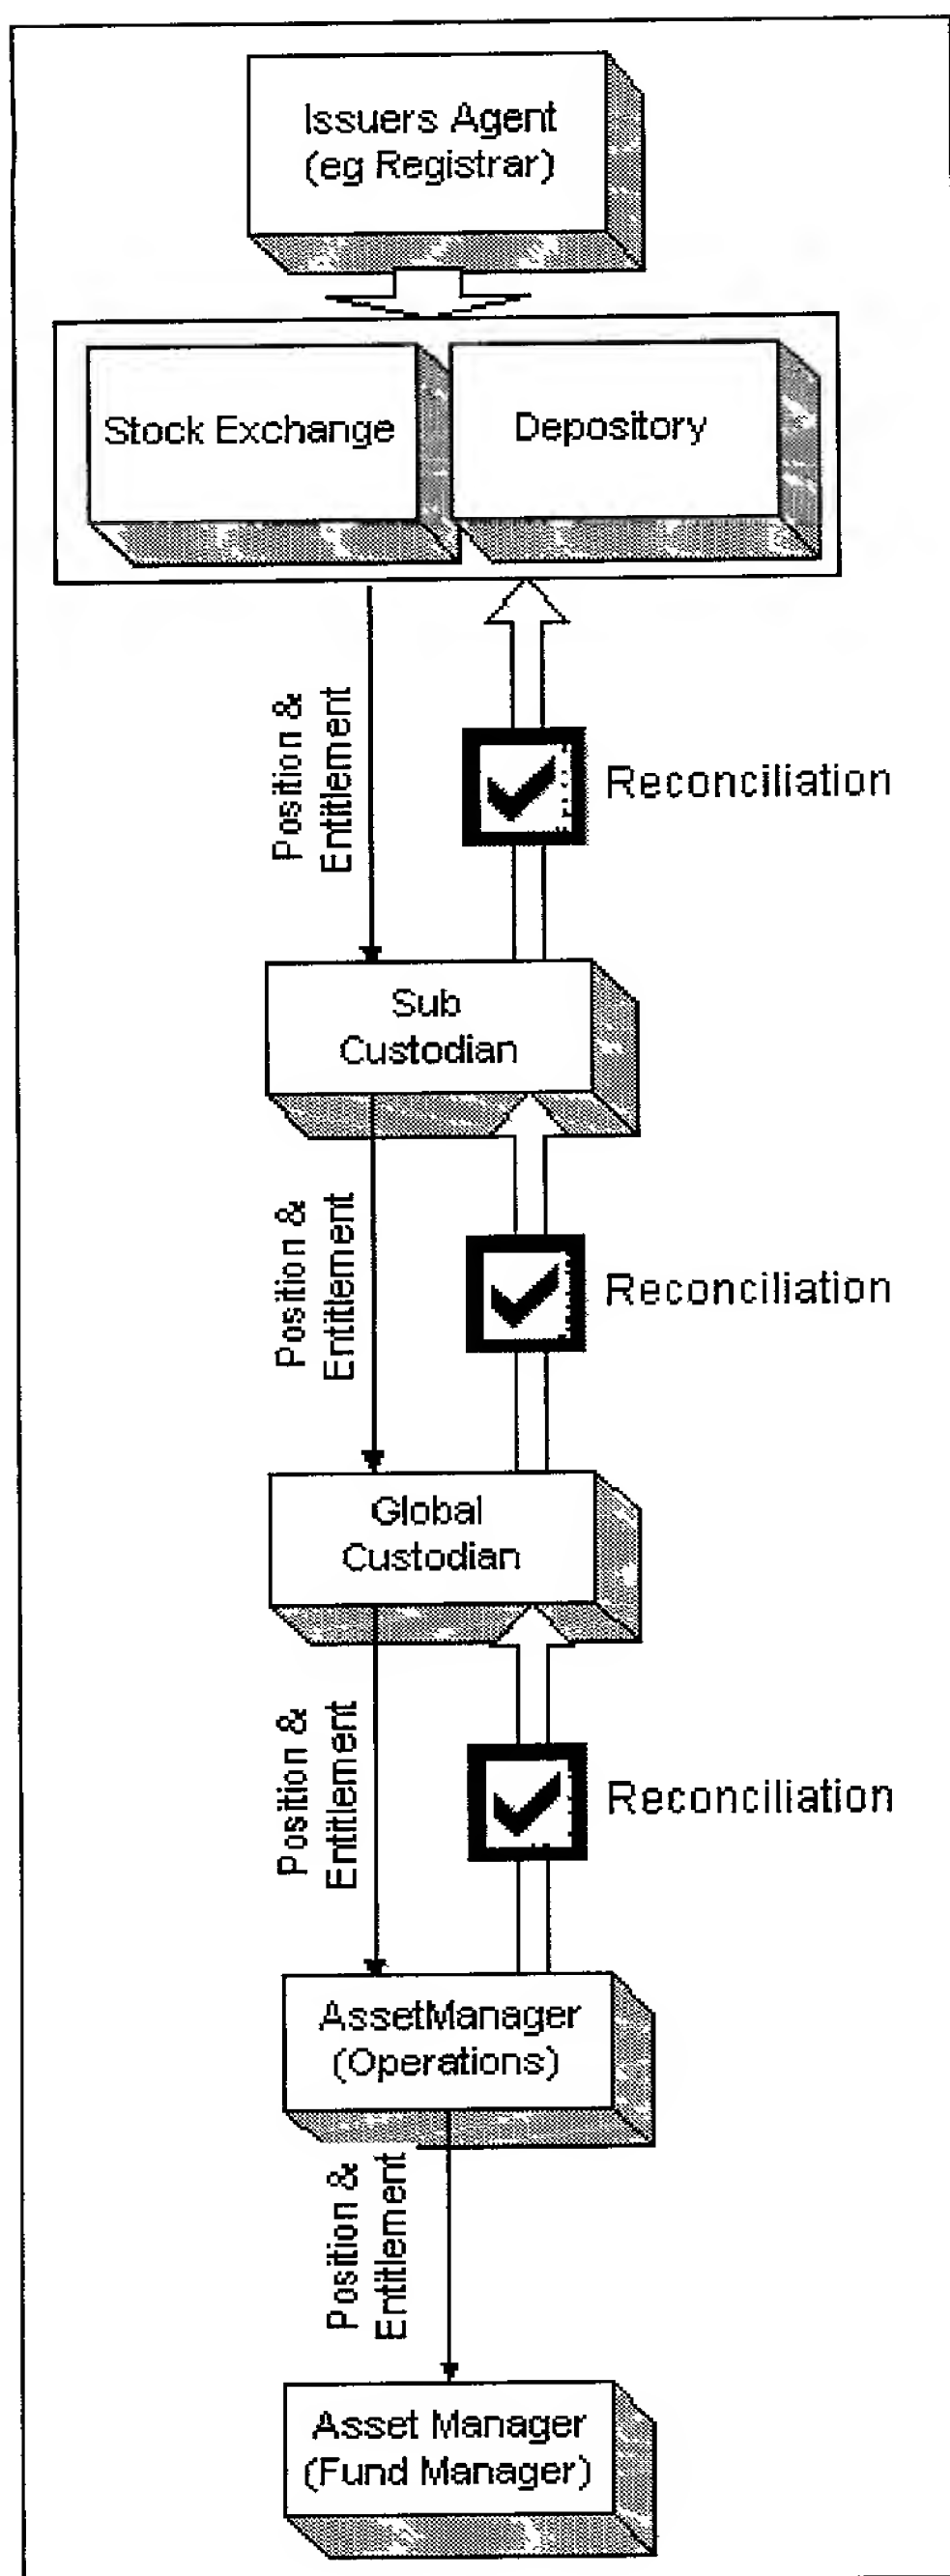 Issuers Agent
(eg Registrar)
Stock Exchange
Depository
Position &
Entitlement
Reconciliation
Sub
Custodian
Position &
Entitlement
Reconciliation
Global
Custodian
Position &
Entitlement
Reconciliation
AssetManager
(Operations)
Position &
Entitlement
Asset Manager
(Fund Manager)